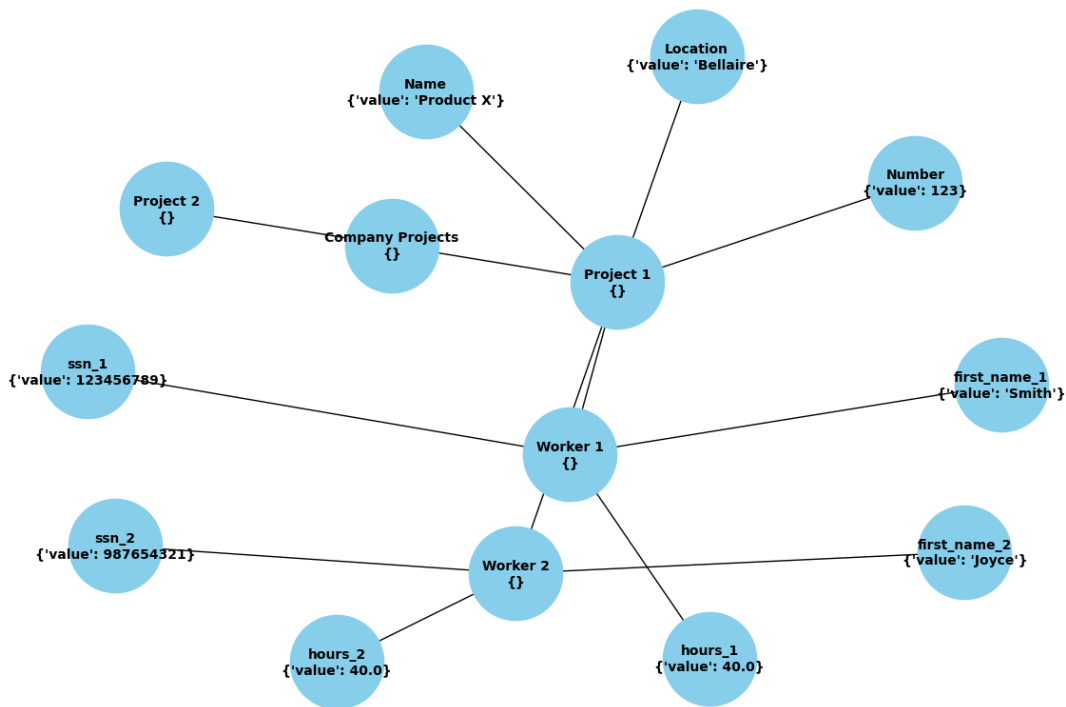 Location
{'value': 'Bellaire'}
Name
{'value': 'Product X'}
Number
{'value': 123}
Project 2
{}
Company Projects
{}
Project 1
{}
ssn_1
{'value': 123456789}
first_name_1
{'value': 'Smith'}
Worker 1
{}
ssn_2
{'value': 987654321}
first_name_2
{'value': 'Joyce'}
Worker 2
{}
hours_2
{'value': 40.0}
hours_1
{'value': 40.0}